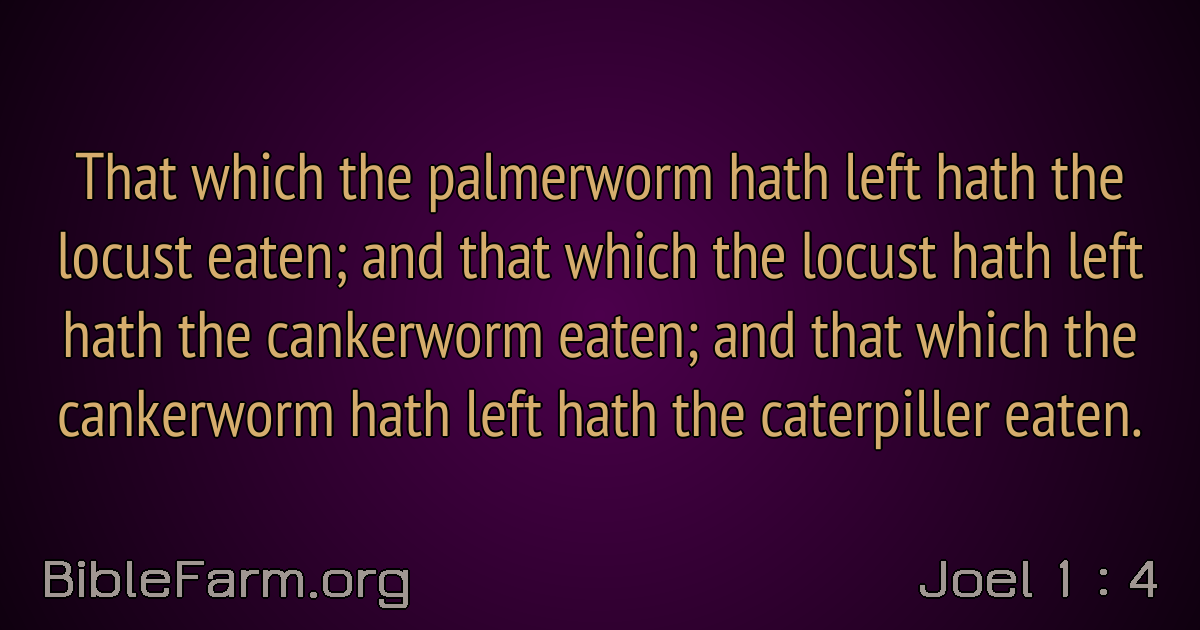 That which the palmerworm hath left hath the
locust eaten; and that which the locust hath left
hath the cankerworm eaten; and that which the
cankerworm hath left hath the caterpiller eaten.
BibleFarm.org
Joel 1 : 4